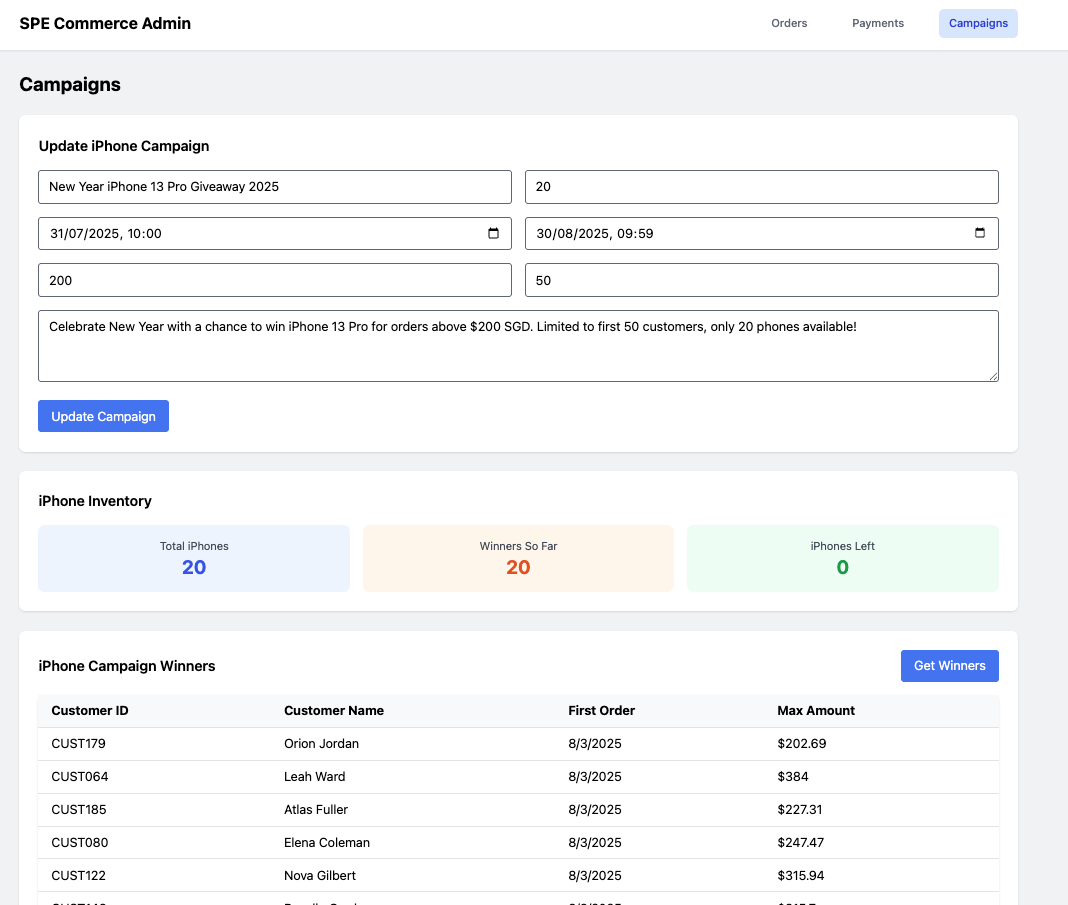 SPE Commerce Admin
Orders
Payments
Campaigns
Campaigns
Update iPhone Campaign
New Year iPhone 13 Pro Giveaway 2025
20
31/07/2025, 10:00
30/08/2025, 09:59
200
50
Celebrate New Year with a chance to win iPhone 13 Pro for orders above $200 SGD. Limited to first 50 customers, only 20 phones available!
Update Campaign
iPhone Inventory
Total iPhones
20
Winners So Far
20
iPhones Left
0
iPhone Campaign Winners
Get Winners
Customer ID Customer Name First Order Max Amount
CUST179 Orion Jordan 8/3/2025 $202.69
CUST064 Leah Ward 8/3/2025 $384
CUST185 Atlas Fuller 8/3/2025 $227.31
CUST080 Elena Coleman 8/3/2025 $247.47
CUST122 Nova Gilbert 8/3/2025 $315.94